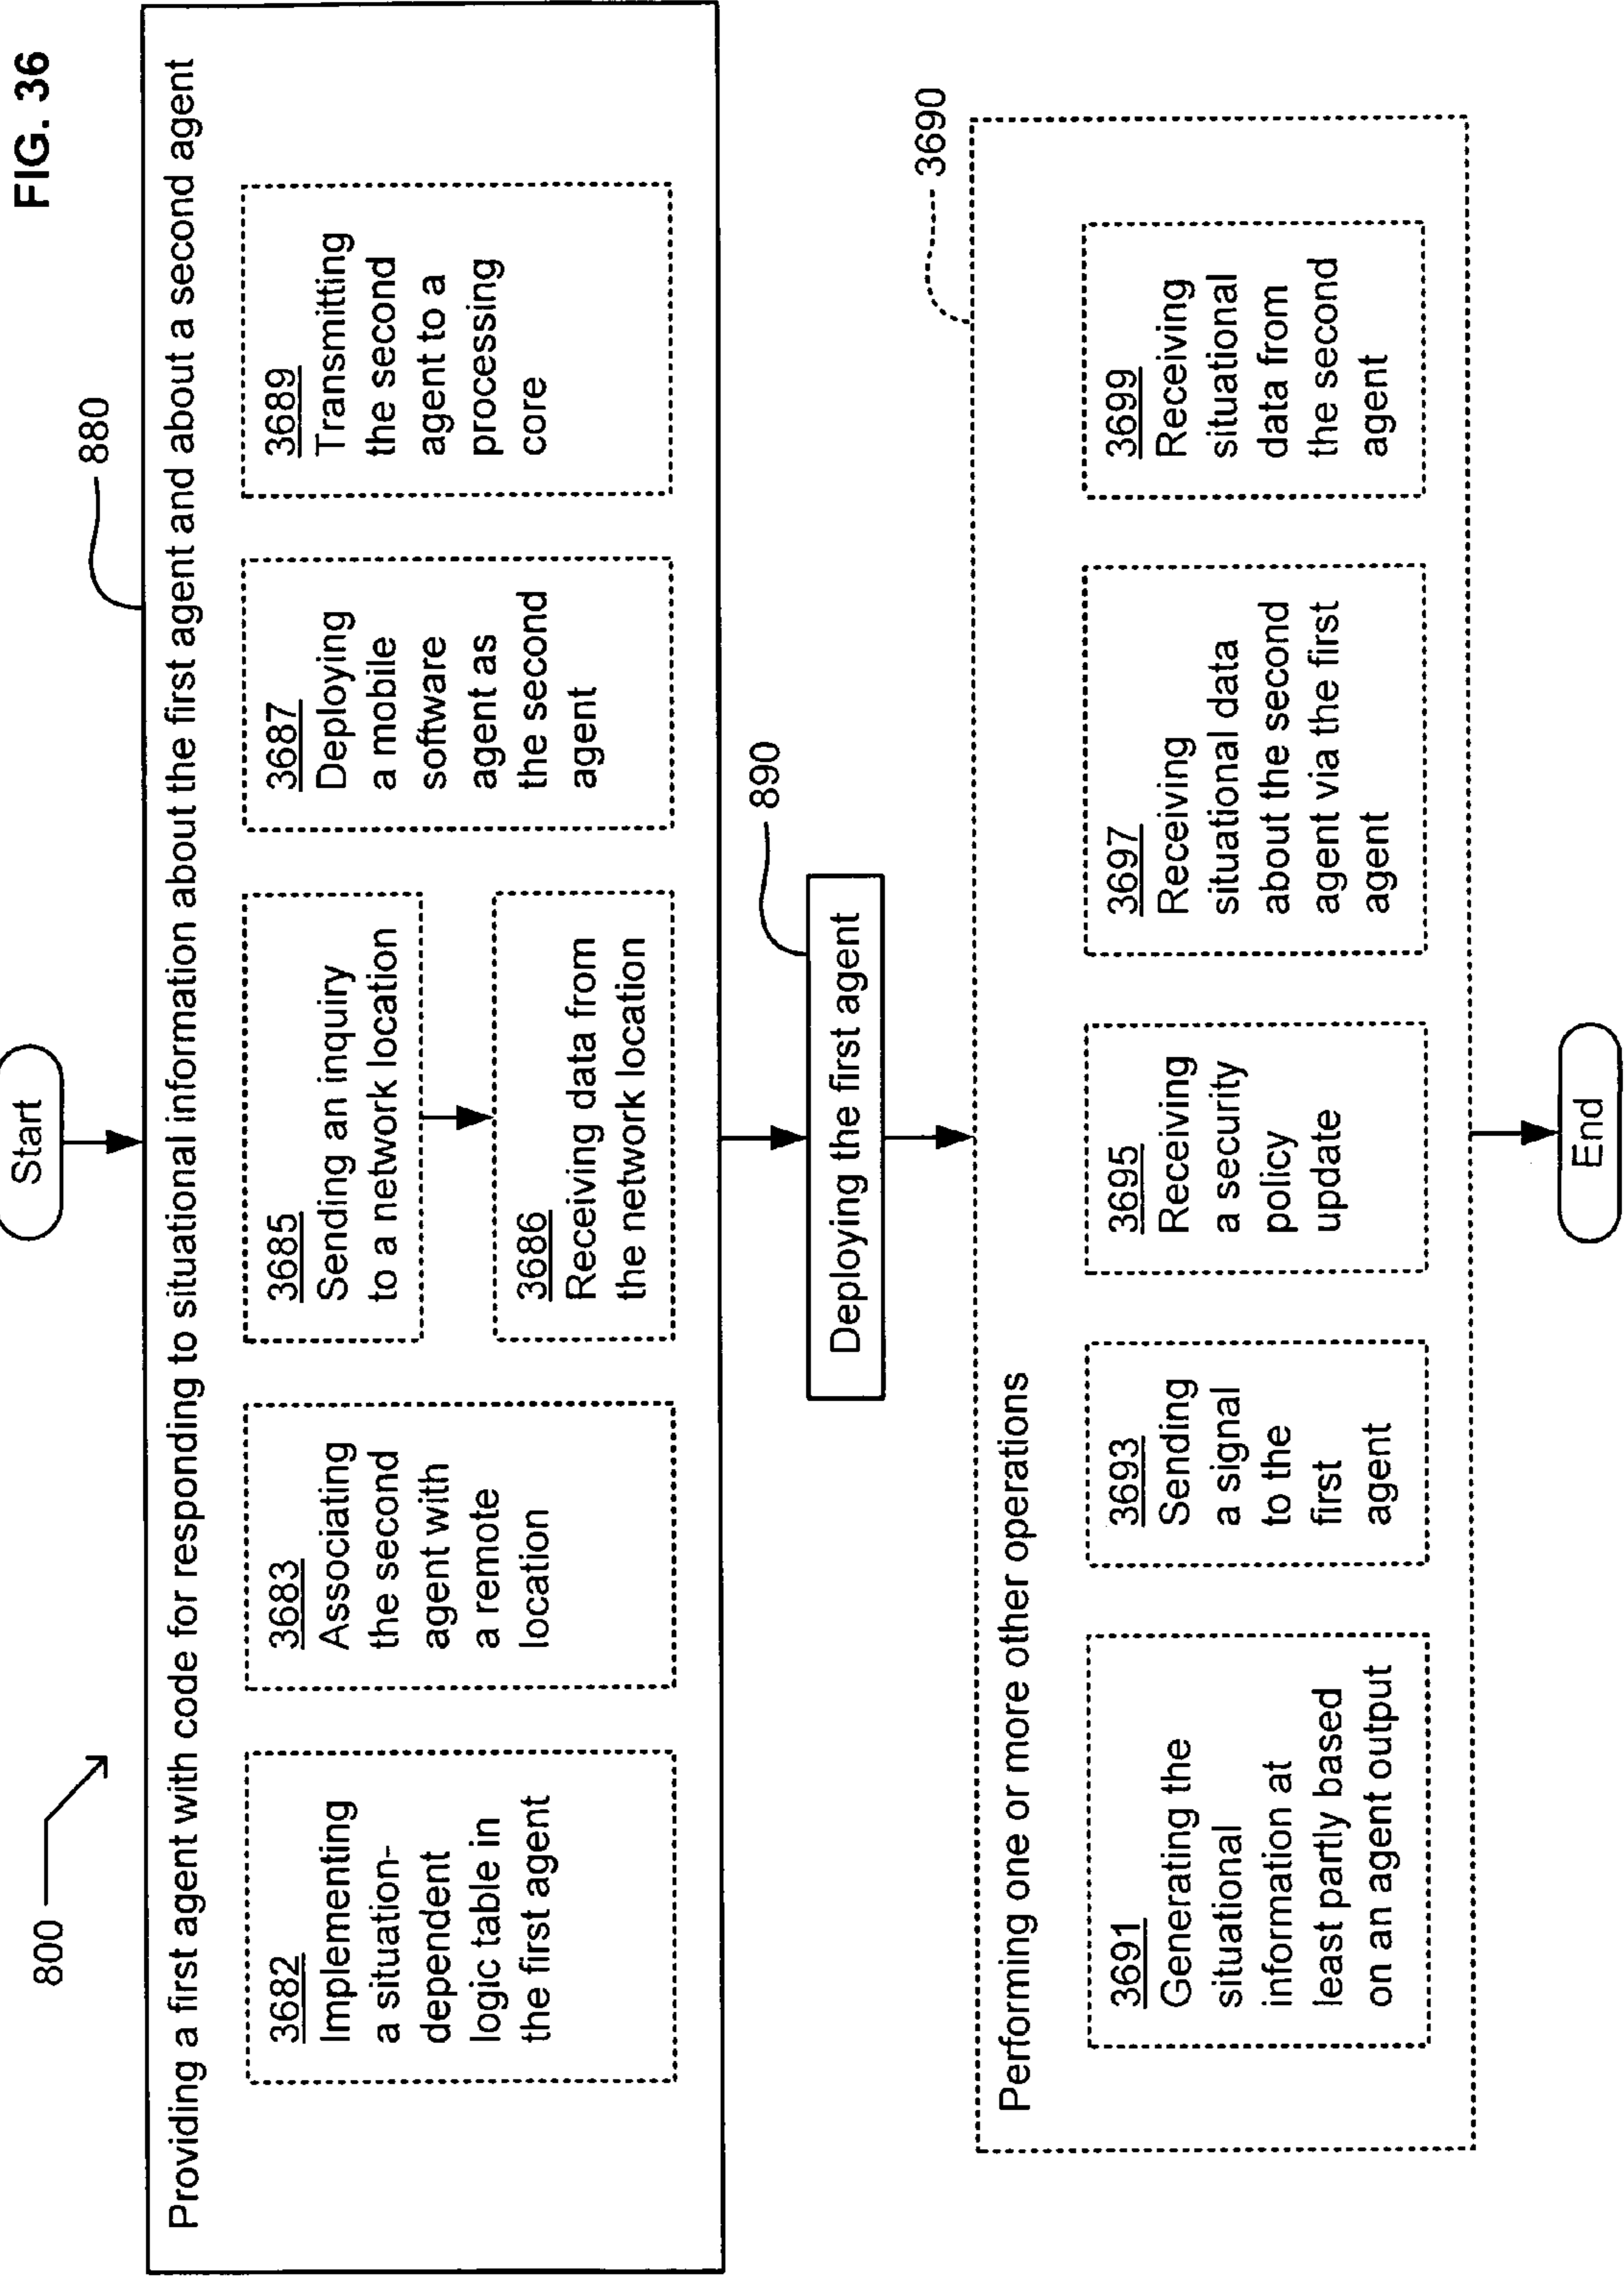 FIG. 36
800
Start
880
Providing a first agent with code for responding to situational information about the first agent and about a second agent
3682
Implementing
a situation-
dependent
logic table in
the first agent
3683
Associating
the second
agent with
a remote
location
3685
Sending an inquiry
to a network location
3686
Receiving data from
the network location
3687
Deploying
a mobile
software
agent as
the second
agent
3689
Transmitting
the second
agent to a
processing
core
890
Deploying the first agent
3690
Performing one or more other operations
3691
Generating the
situational
information at
least partly based
on an agent output
3693
Sending
a signal
to the
first
agent
3695
Receiving
a security
policy
update
3697
Receiving
situational data
about the second
agent via the first
agent
3699
Receiving
situational
data from
the second
agent
End